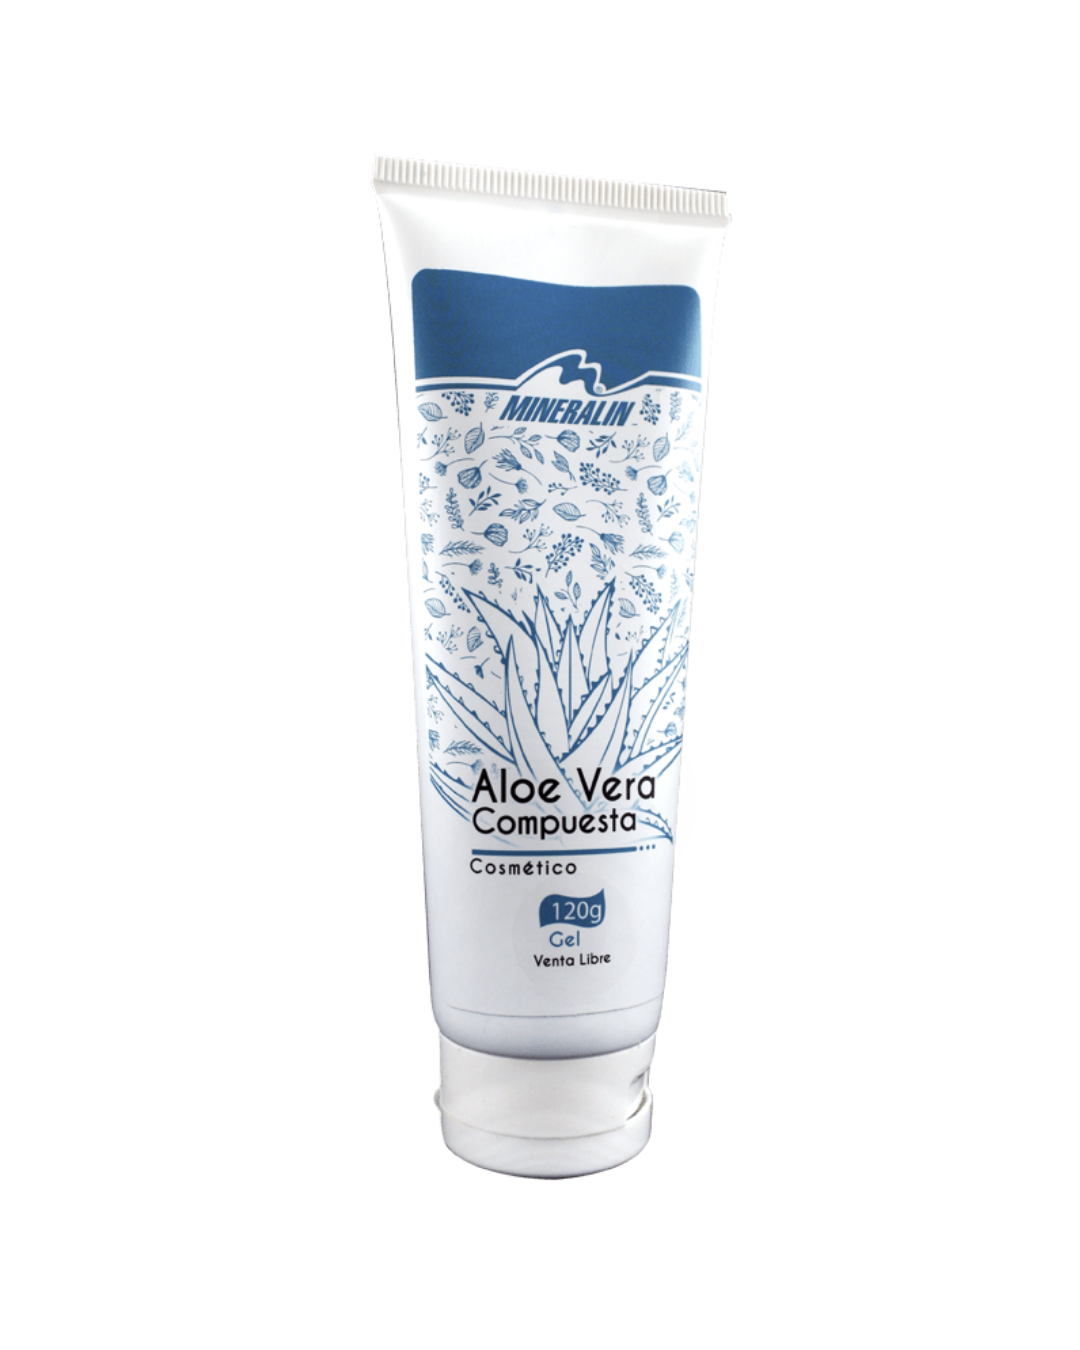 MINERALIN
®
Aloe Vera
Compuesta
Cosmético
120g
Gel
Venta Libre